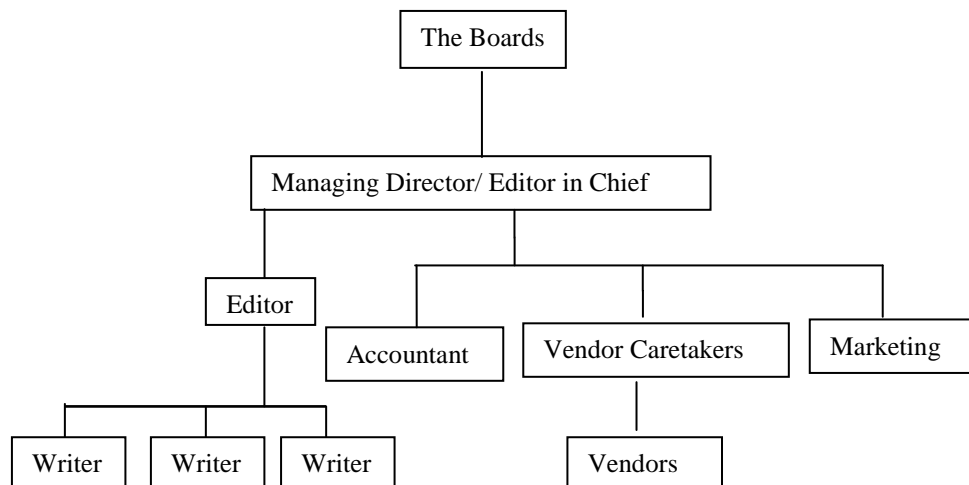 The Boards
Managing Director/ Editor in Chief
Editor
Accountant
Vendor Caretakers
Marketing
Writer
Writer
Writer
Vendors